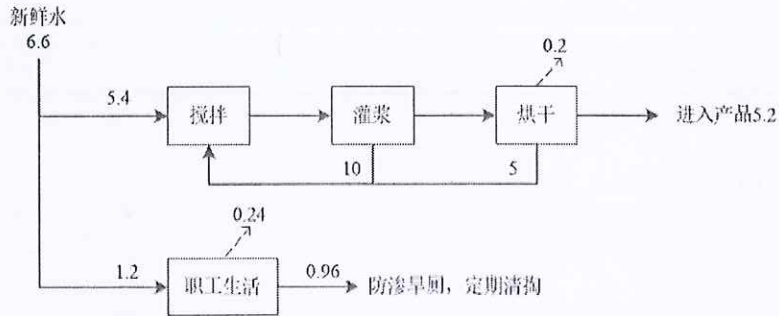 新鲜水
6.6
0.2
5.4
搅拌
灌浆
烘干
进入产品5.2
10
5
0.24
1.2
职工生活
0.96
防渗旱厕，定期清掏